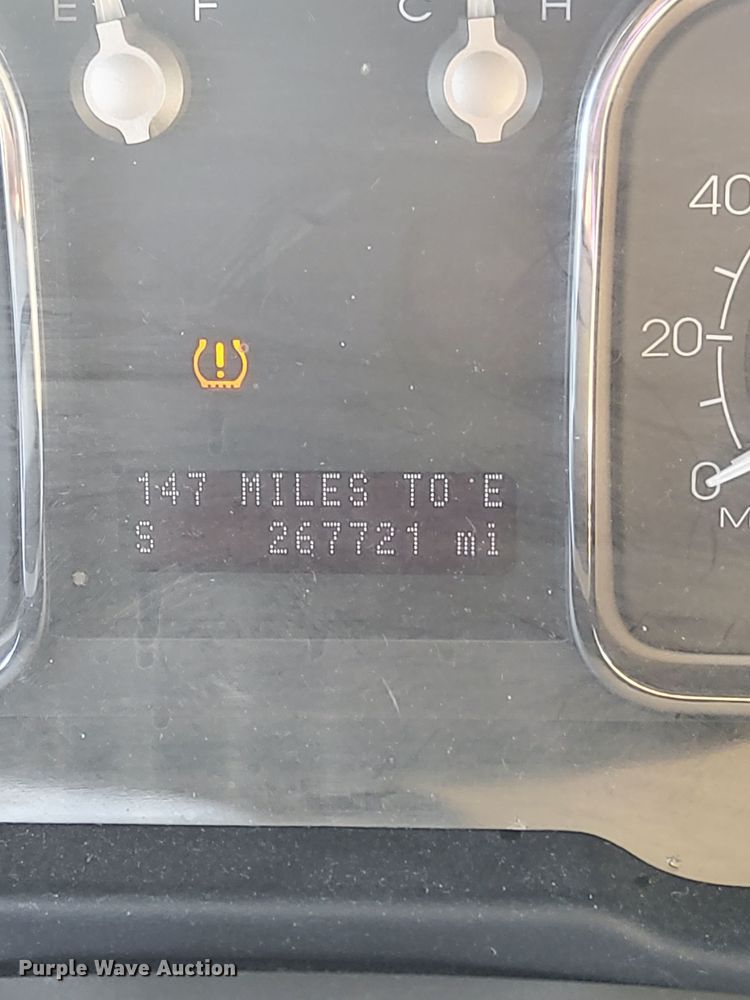 E F C H
40
20
0
M
147 MILES TO E
S 267721 mi
Purple Wave Auction